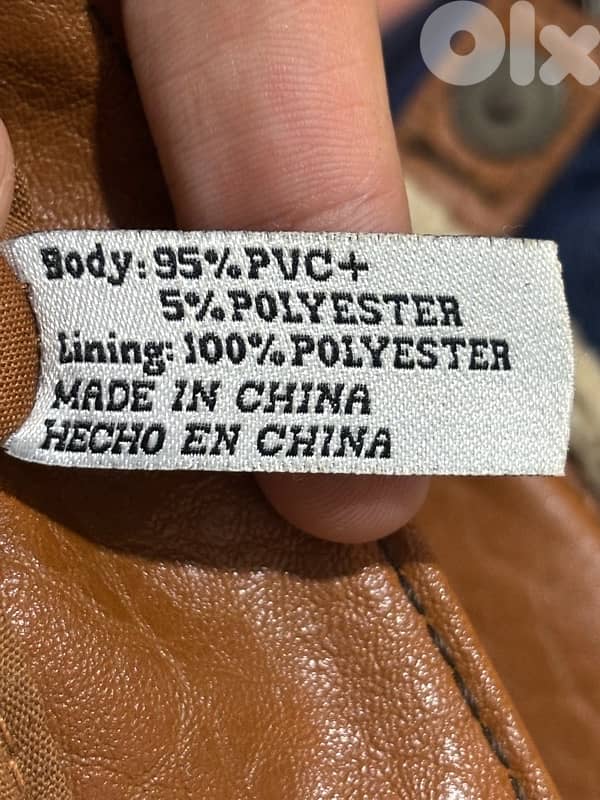 Olx
Body: 95%PVC+
5%POLYESTER
Lining: 100%POLYESTER
MADE IN CHINA
HECHO EN CHINA